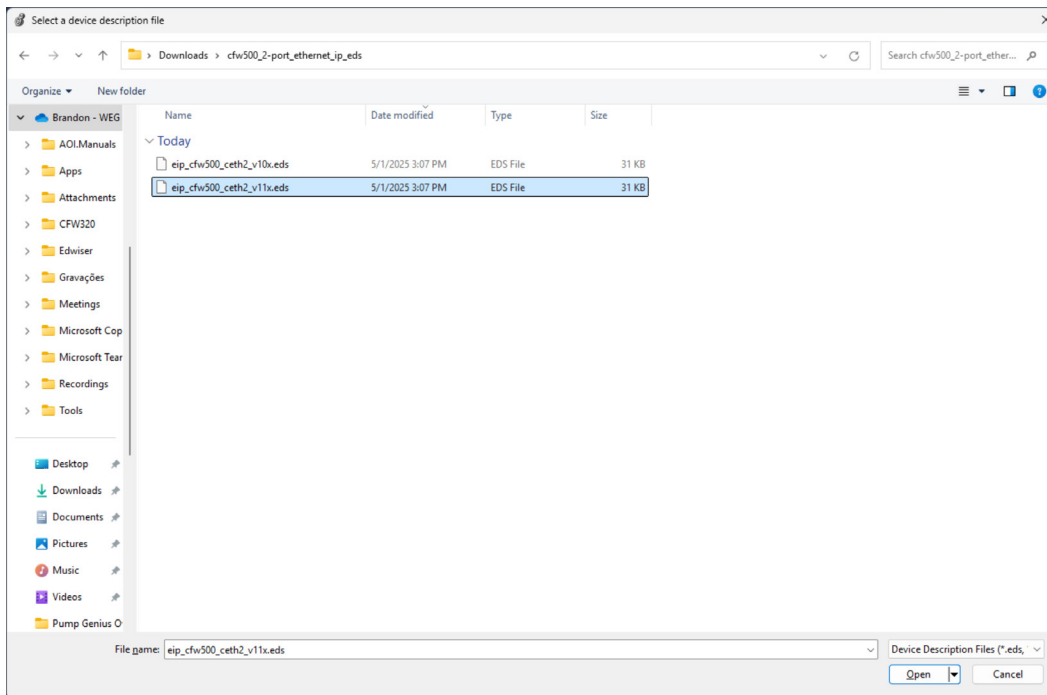 Select a device description file
Downloads > cfw500_2-port_ethernet_ip_eds
Search cfw500_2-port_ether...
Organize
New folder
Name Date modified Type Size
Today
eip_cfw500_ceth2_v10x.eds 5/1/2025 3:07 PM EDS File 31 KB
eip_cfw500_ceth2_v11x.eds 5/1/2025 3:07 PM EDS File 31 KB
Brandon - WEG
AOI.Manuals
Apps
Attachments
CFW320
Edwiser
Gravações
Meetings
Microsoft Cop
Microsoft Tear
Recordings
Tools
Desktop
Downloads
Documents
Pictures
Music
Videos
Pump Genius O
File name: eip_cfw500_ceth2_v11x.eds
Device Description Files (*.eds,
Open
Cancel